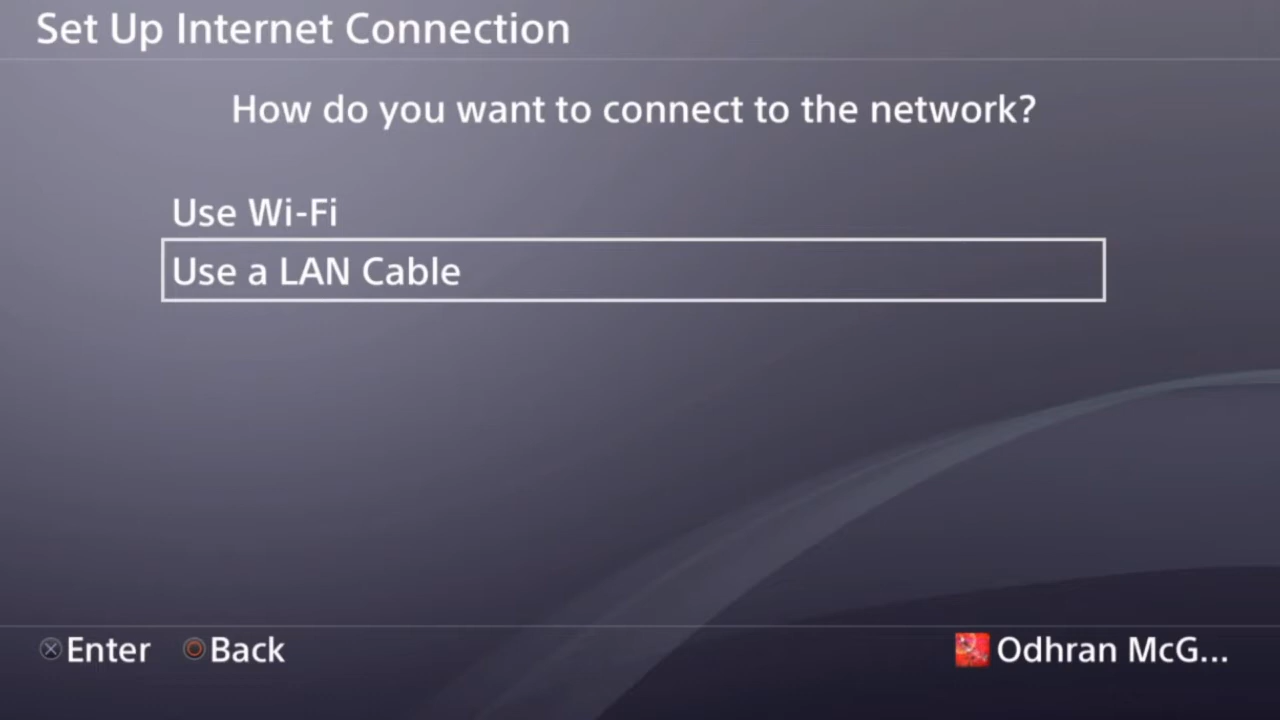 Set Up Internet Connection
How do you want to connect to the network?
Use Wi-Fi
Use a LAN Cable
Enter Back Odhran McG...